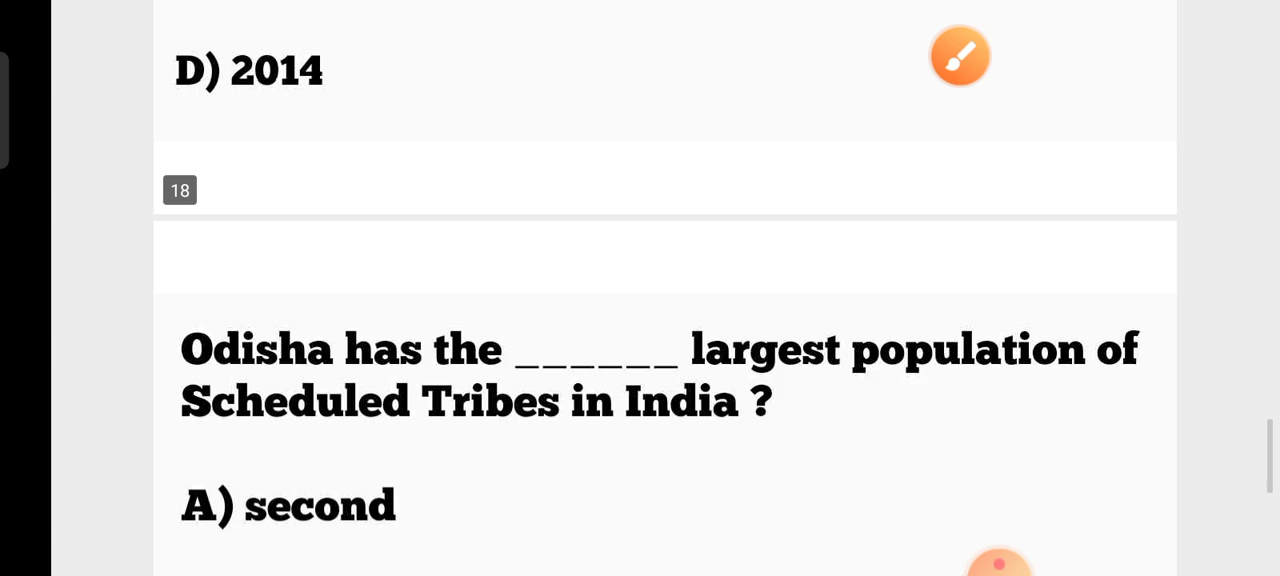 D) 2014
18
Odisha has the ______ largest population of
Scheduled Tribes in India ?
A) second